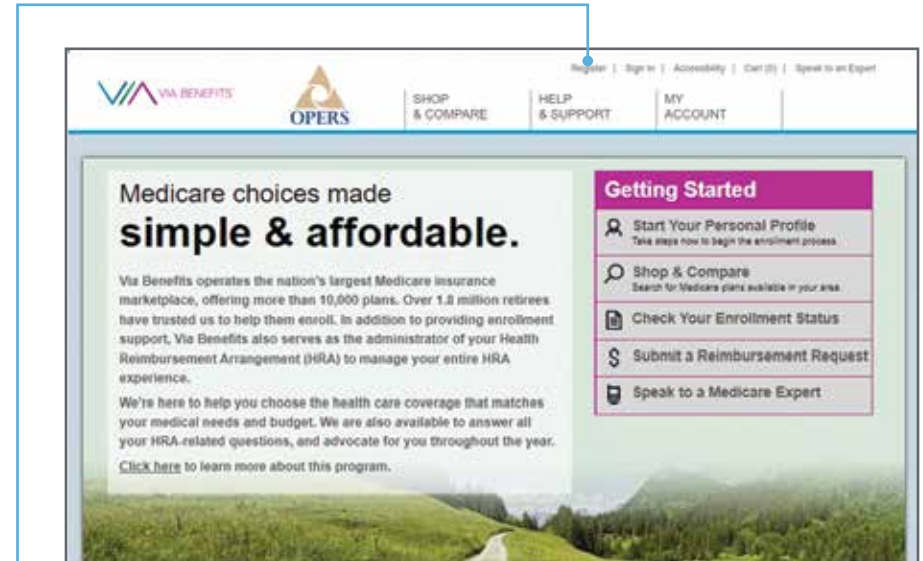 Register | Sign In | Accessibility | Cart (0) | Speak to an Expert
VIA BENEFITS
OPERS
SHOP
& COMPARE
HELP
& SUPPORT
MY
ACCOUNT
Medicare choices made
simple & affordable.
Via Benefits operates the nation's largest Medicare insurance
marketplace, offering more than 10,000 plans. Over 1.8 million retirees
have trusted us to help them enroll. In addition to providing enrollment
support, Via Benefits also serves as the administrator of your Health
Reimbursement Arrangement (HRA) to manage your entire HRA
experience.
We're here to help you choose the health care coverage that matches
your medical needs and budget. We are also available to answer all
your HRA-related questions, and advocate for you throughout the year.
Click here to learn more about this program.
Getting Started
Start Your Personal Profile
Take steps now to begin the enrollment process.
Shop & Compare
Search for Medicare plans available in your area.
Check Your Enrollment Status
Submit a Reimbursement Request
Speak to a Medicare Expert